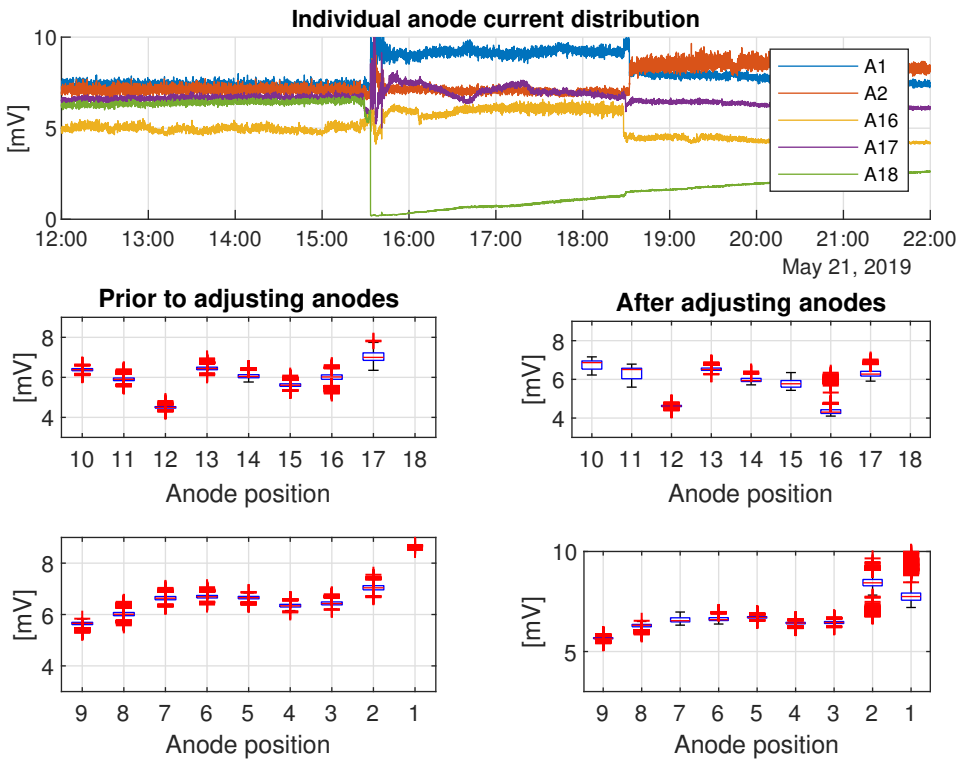 Individual anode current distribution
10
5
0
[mV]
A1
A2
A16
A17
A18
12:00 13:00 14:00 15:00 16:00 17:00 18:00 19:00 20:00 21:00 22:00
May 21, 2019
Prior to adjusting anodes
8
6
4
[mV]
10 11 12 13 14 15 16 17 18
Anode position
After adjusting anodes
8
6
4
[mV]
10 11 12 13 14 15 16 17 18
Anode position
8
6
4
[mV]
9 8 7 6 5 4 3 2 1
Anode position
10
5
[mV]
9 8 7 6 5 4 3 2 1
Anode position